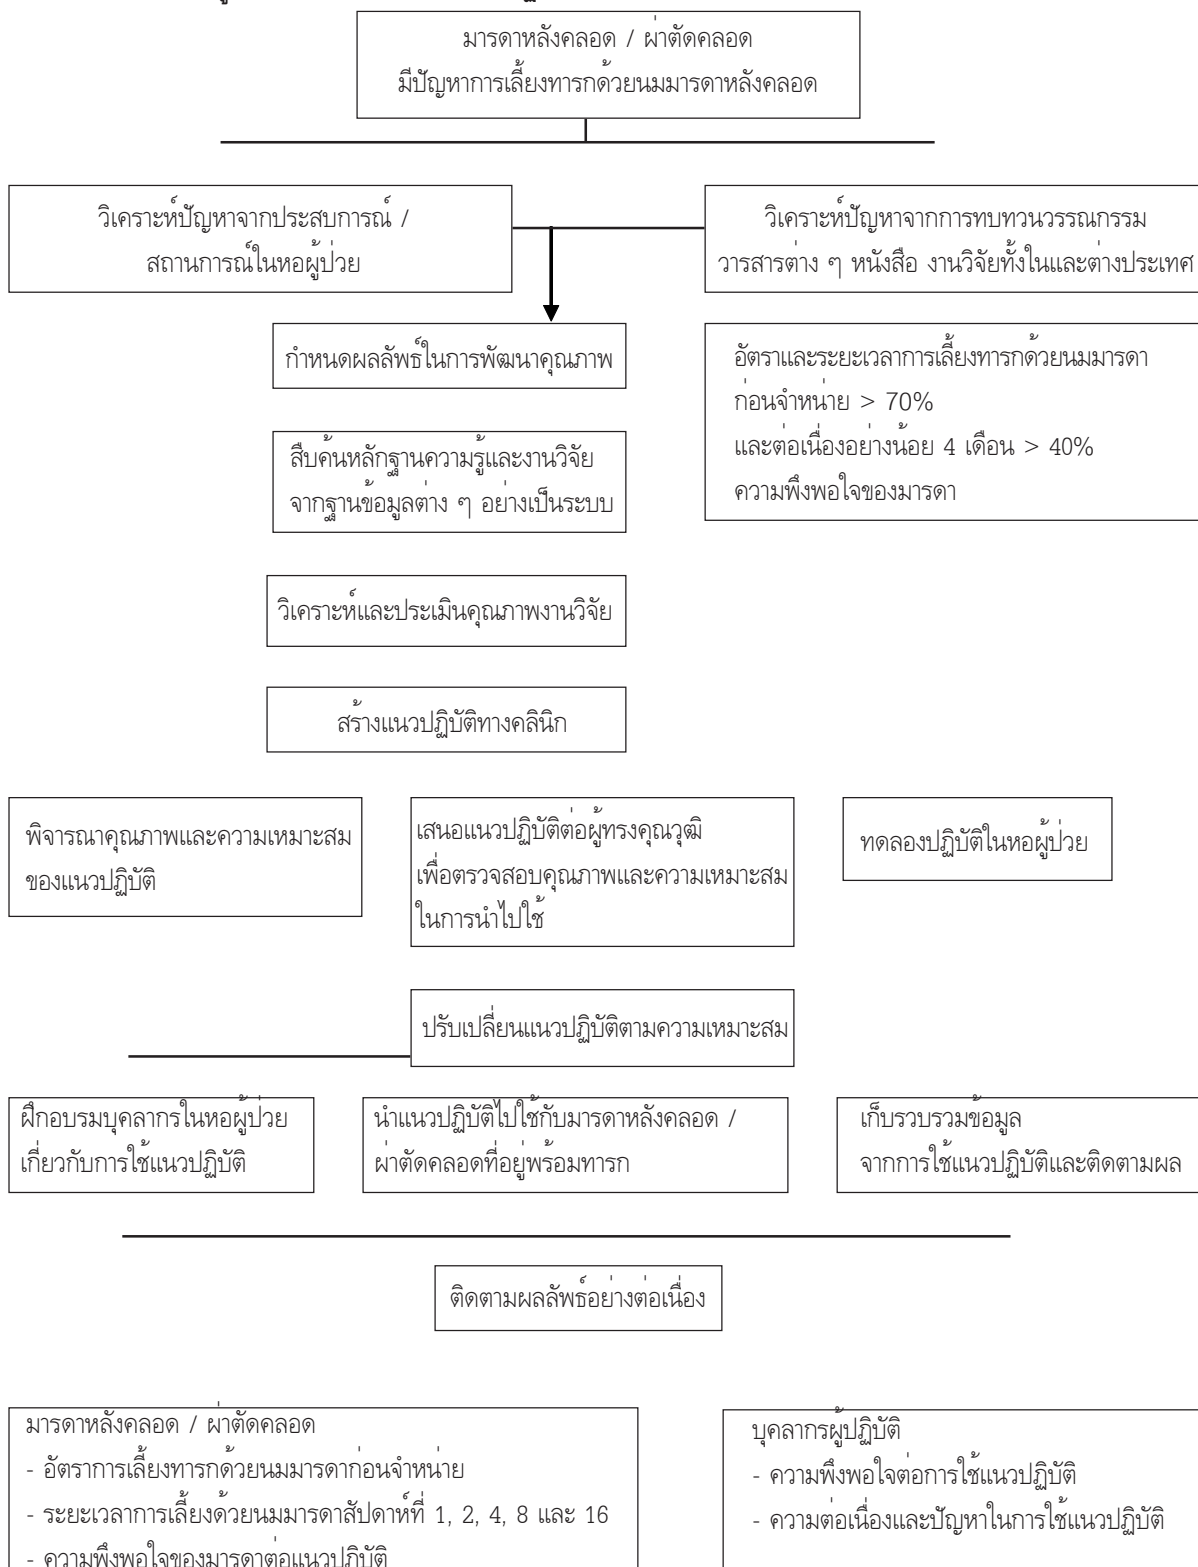 มารดาหลังคลอด / ผ่าตัดคลอด
มีปัญหาการเลี้ยงทารกด้วยนมมารดาหลังคลอด
วิเคราะห์ปัญหาจากประสบการณ์ /
สถานการณ์ในหอผู้ป่วย
วิเคราะห์ปัญหาจากการทบทวนวรรณกรรม
วารสารต่าง ๆ หนังสือ งานวิจัยทั้งในและต่างประเทศ
กำหนดผลลัพธ์ในการพัฒนาคุณภาพ
อัตราและระยะเวลาการเลี้ยงทารกด้วยนมมารดา
ก่อนจำหน่าย > 70%
และต่อเนื่องอย่างน้อย 4 เดือน > 40%
ความพึงพอใจของมารดา
สืบค้นหลักฐานความรู้และงานวิจัย
จากฐานข้อมูลต่าง ๆ อย่างเป็นระบบ
วิเคราะห์และประเมินคุณภาพงานวิจัย
สร้างแนวปฏิบัติทางคลินิก
พิจารณาคุณภาพและความเหมาะสม
ของแนวปฏิบัติ
เสนอแนวปฏิบัติต่อผู้ทรงคุณวุฒิ
เพื่อตรวจสอบคุณภาพและความเหมาะสม
ในการนำไปใช้
ทดลองปฏิบัติในหอผู้ป่วย
ปรับเปลี่ยนแนวปฏิบัติตามความเหมาะสม
ฝึกอบรมบุคลากรในหอผู้ป่วย
เกี่ยวกับการใช้แนวปฏิบัติ
นำแนวปฏิบัติไปใช้กับมารดาหลังคลอด /
ผ่าตัดคลอดที่อยู่พร้อมทารก
เก็บรวบรวมข้อมูล
จากการใช้แนวปฏิบัติและติดตามผล
ติดตามผลลัพธ์อย่างต่อเนื่อง
มารดาหลังคลอด / ผ่าตัดคลอด
- อัตราการเลี้ยงทารกด้วยนมมารดาก่อนจำหน่าย
- ระยะเวลาการเลี้ยงด้วยนมมารดาสัปดาห์ที่ 1, 2, 4, 8 และ 16
- ความพึงพอใจของมารดาต่อแนวปฏิบัติ
บุคลากรผู้ปฏิบัติ
- ความพึงพอใจต่อการใช้แนวปฏิบัติ
- ความต่อเนื่องและปัญหาในการใช้แนวปฏิบัติ